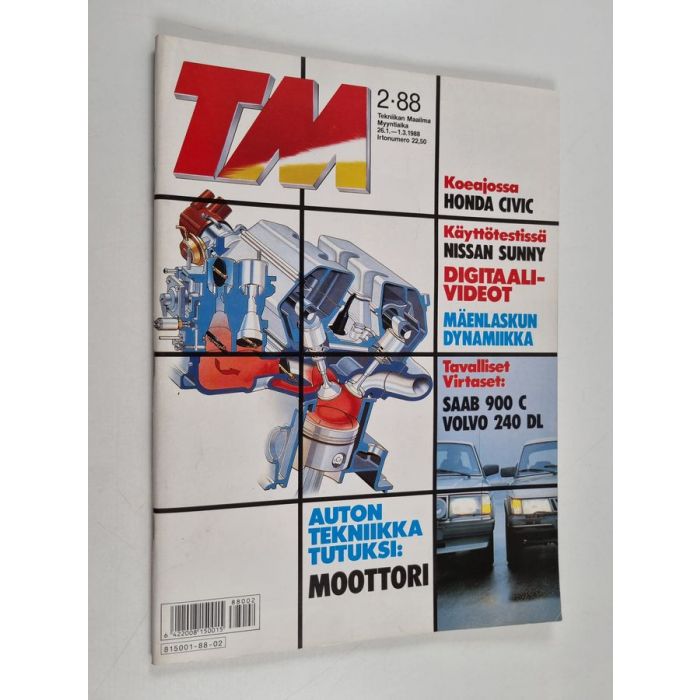 TM
2·88
Tekniikan Maailma
Myyntiaika
26.1.—1.3.1988
Irtonumero 22,50
Koeajossa
HONDA CIVIC
Käyttötestissä
NISSAN SUNNY
DIGITAALI-
VIDEOT
MÄENLASKUN
DYNAMIIKKA
Tavalliset
Virtaset:
SAAB 900 C
VOLVO 240 DL
AUTON
TEKNIIKKA
TUTUKSI:
MOOTTORI
88002
6 422008 150015
815001-88-02